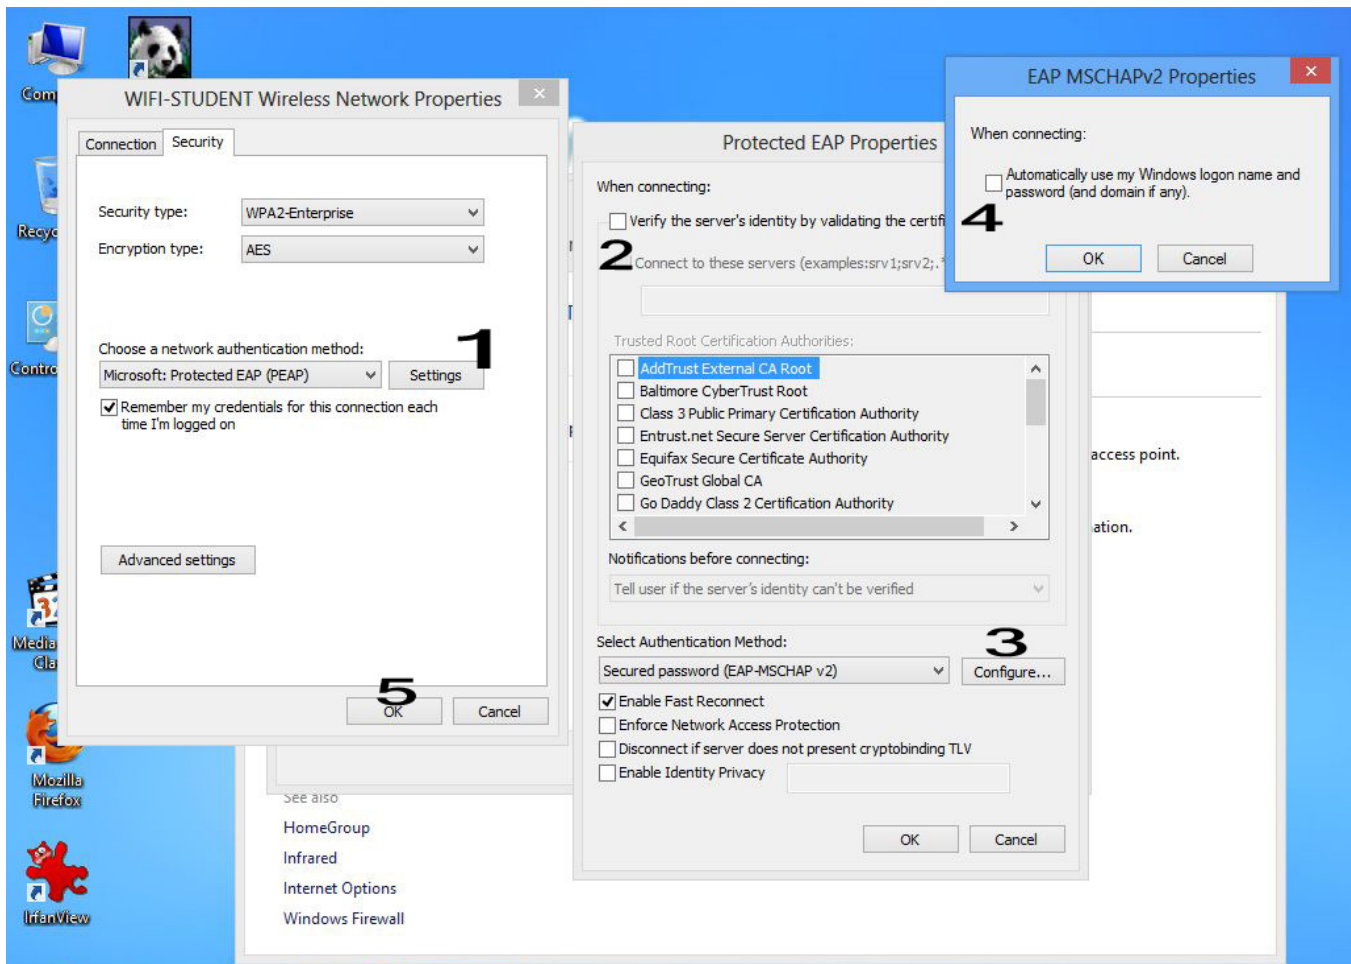 Com
WIFI-STUDENT Wireless Network Properties
Connection
Security
Security type:
WPA2-Enterprise
Encryption type:
AES
1
Choose a network authentication method:
Microsoft: Protected EAP (PEAP)
Settings
Remember my credentials for this connection each
time I'm logged on
Advanced settings
5
OK
Cancel
Protected EAP Properties
When connecting:
Verify the server's identity by validating the certifi
2
Connect to these servers (examples:srv1;srv2;.*
Trusted Root Certification Authorities:
AddTrust External CA Root
Baltimore CyberTrust Root
Class 3 Public Primary Certification Authority
Entrust.net Secure Server Certification Authority
Equifax Secure Certificate Authority
GeoTrust Global CA
Go Daddy Class 2 Certification Authority
Notifications before connecting:
Tell user if the server's identity can't be verified
3
Select Authentication Method:
Secured password (EAP-MSCHAP v2)
Configure...
Enable Fast Reconnect
Enforce Network Access Protection
Disconnect if server does not present cryptobinding TLV
Enable Identity Privacy
OK
Cancel
EAP MSCHAPv2 Properties
When connecting:
Automatically use my Windows logon name and
password (and domain if any).
4
OK
Cancel
access point.
ation.
Recyc
Contro
Media
Cla
Mozilla
Firefox
IrfanView
See also
HomeGroup
Infrared
Internet Options
Windows Firewall